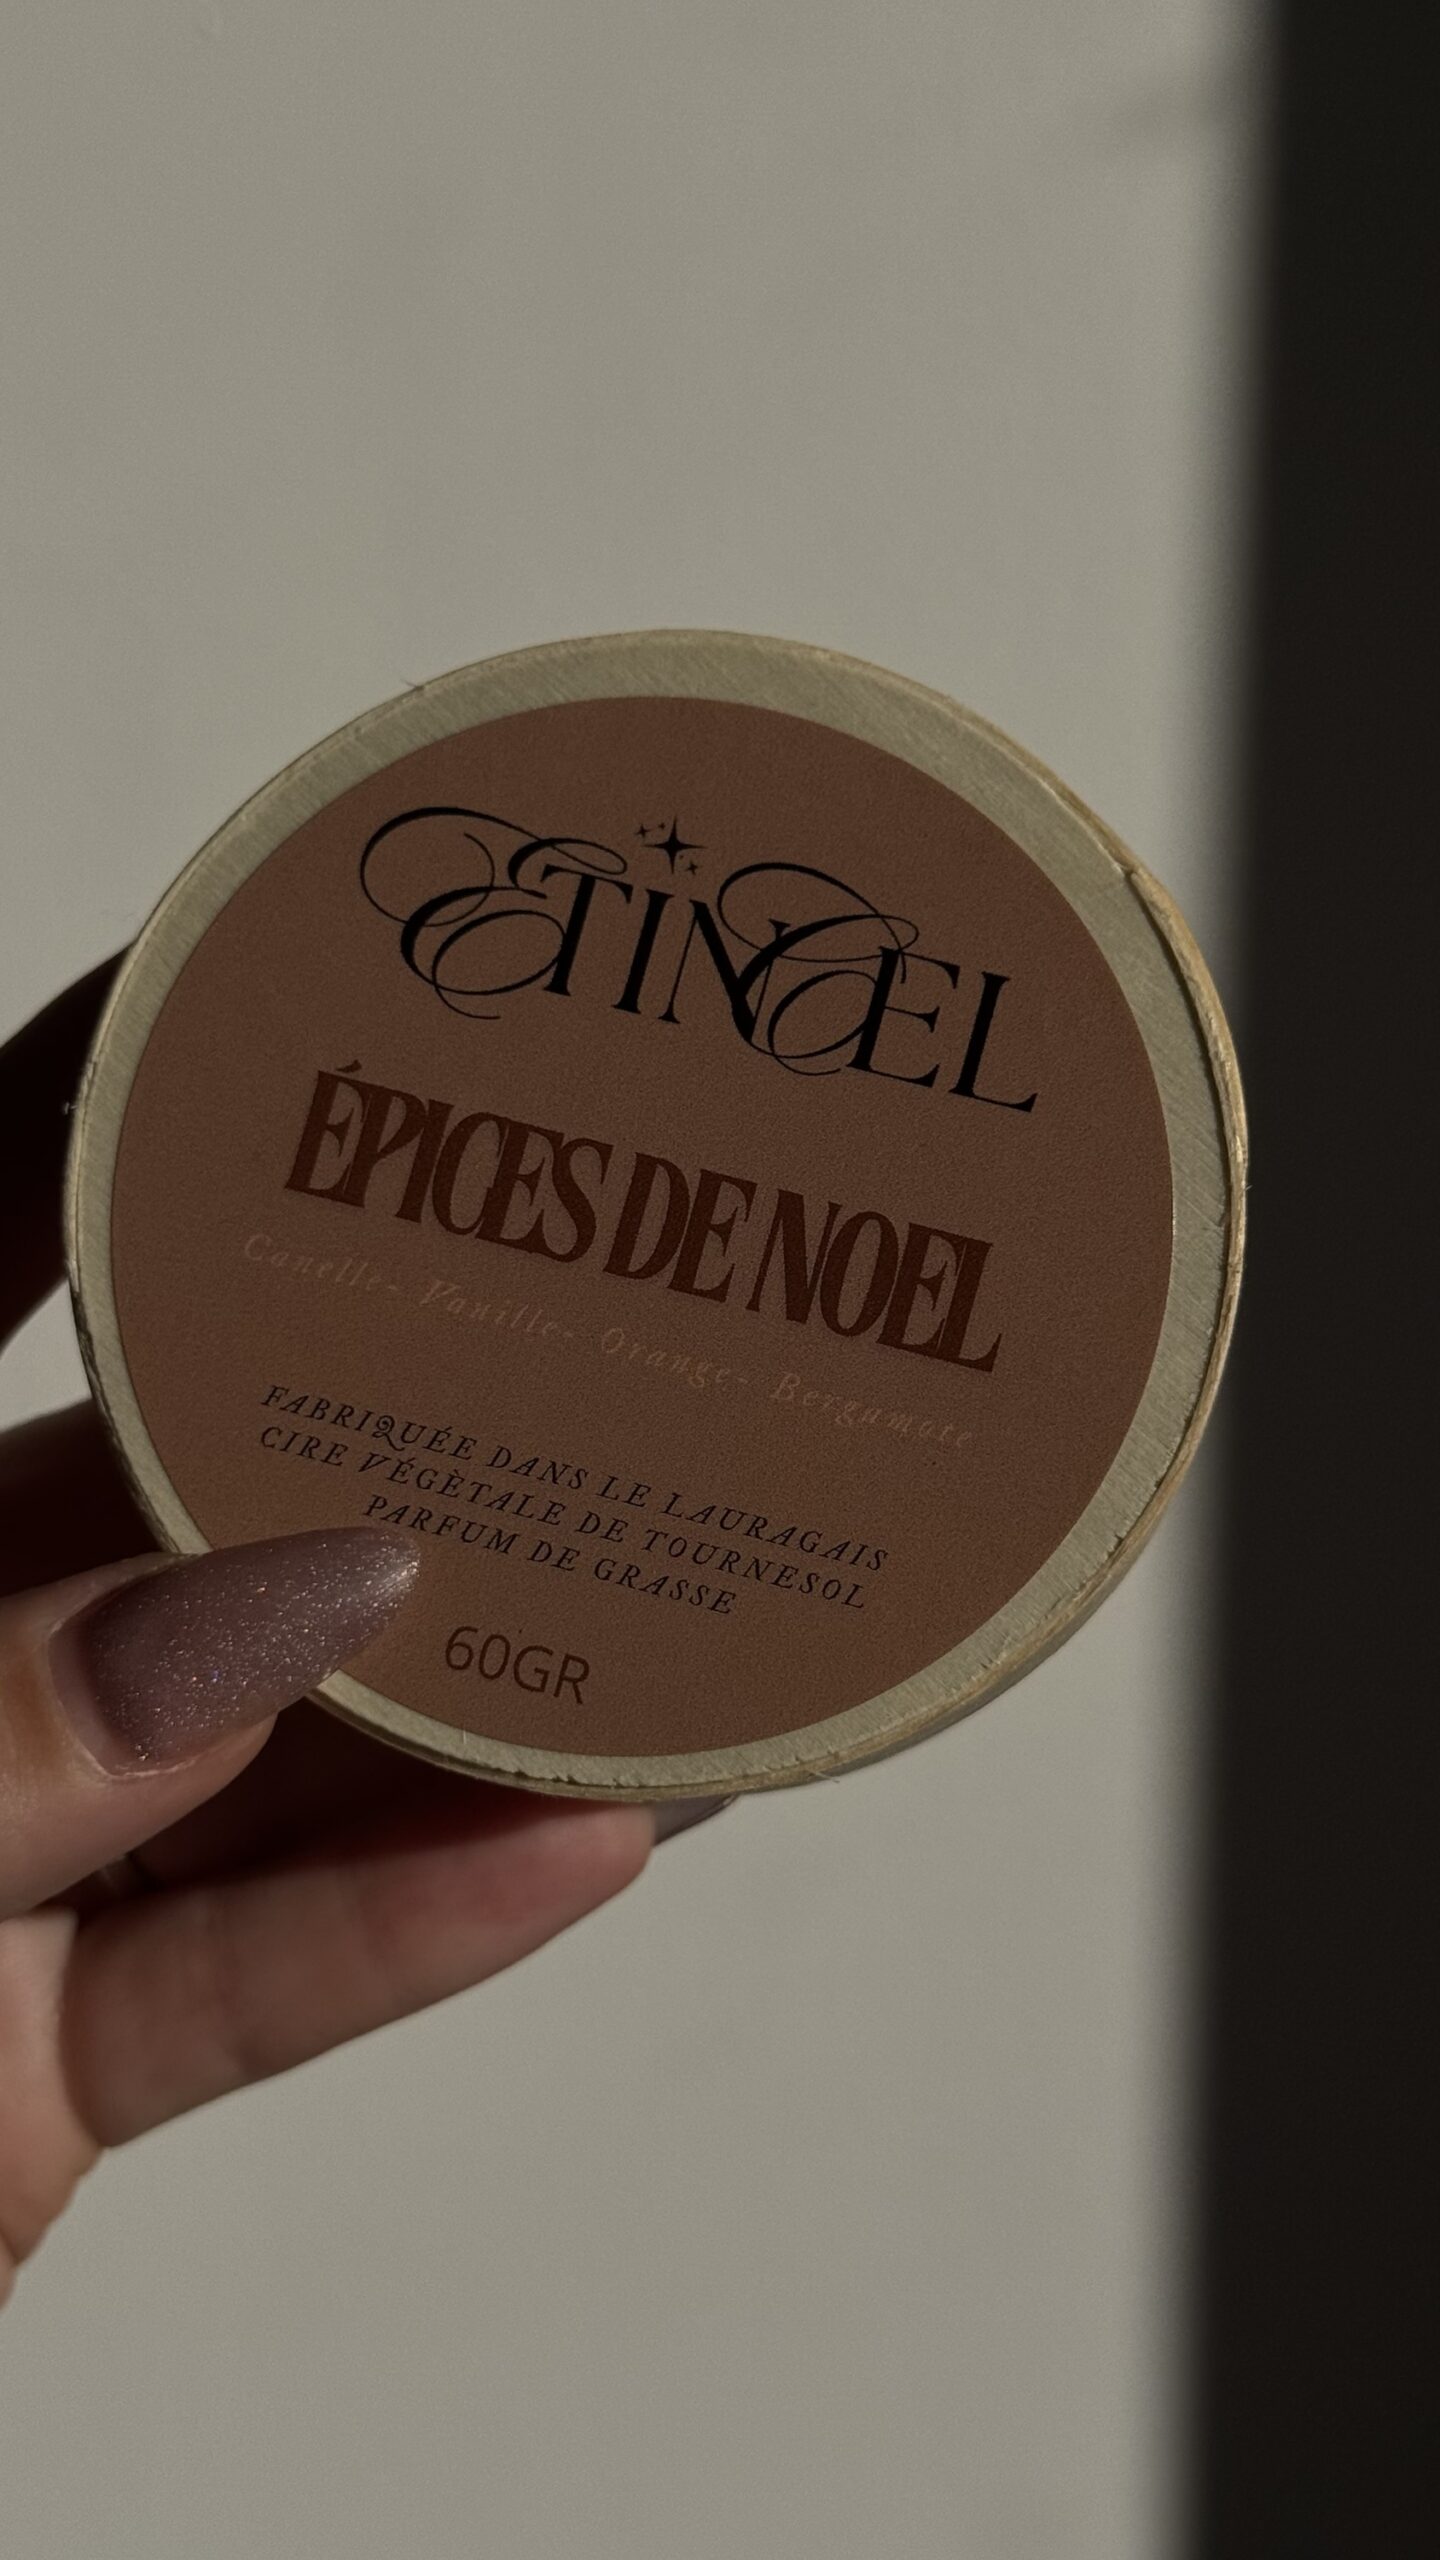 ETINCEL
ÉPICES DE NOEL
Canelle- Vanille- Orange- Bergamote
FABRIQUÉE DANS LE LAURAGAIS
CIRE VÉGÈTALE DE TOURNESOL
PARFUM DE GRASSE
60GR